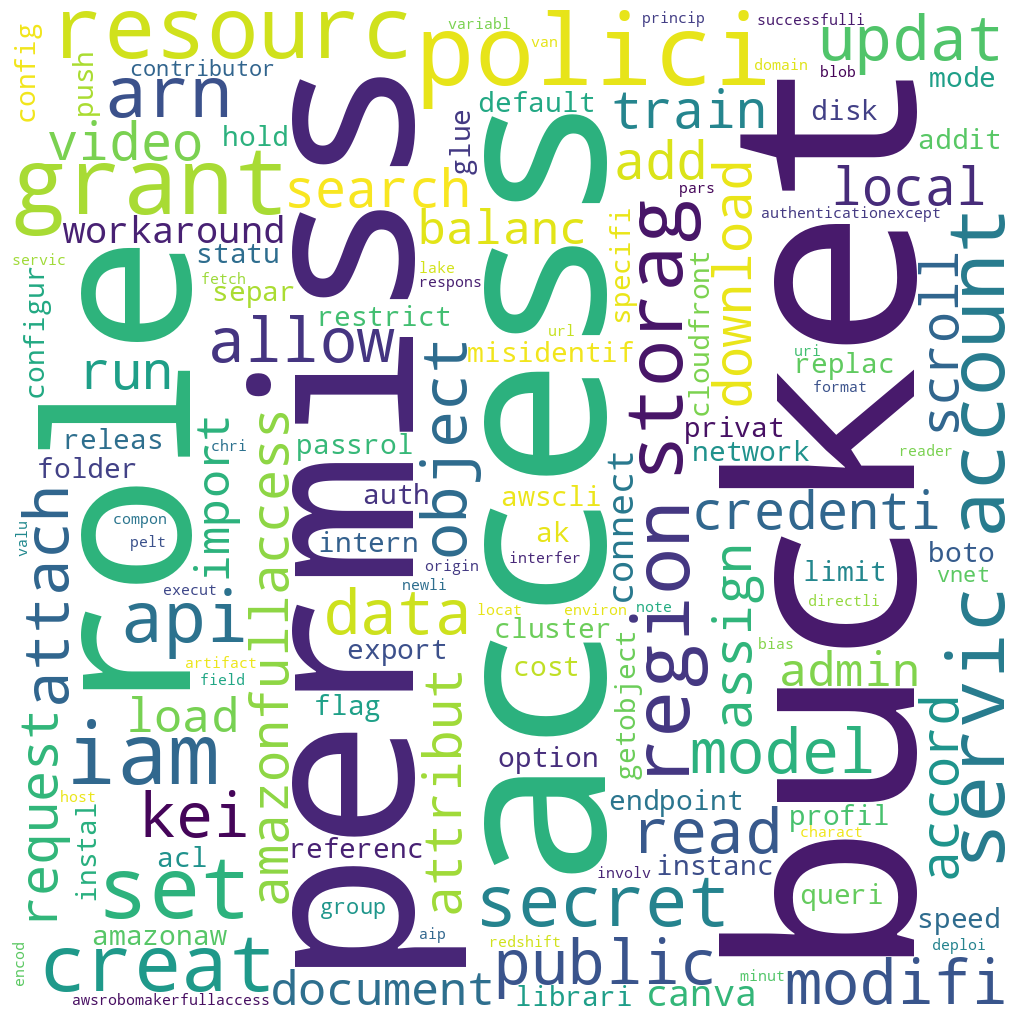 resourc
polici
updat
config
variabl
van
princip
successfulli
domain
blob
mode
push
contributor
arn
default
train
disk
addit
video
hold
glue
add
grant
search
pars
local
workaround
balanc
authenticationexcept
servic
statu
fetch
separ
lake
respons
specifi
storag
download
bucket
scroll
account
configur
restrict
cloudfront
url
misidentif
uri
replac
role
permiss
access
run
allow
format
object
releas
folder
import
chri
passrol
privat
network
reader
attach
valu
compon
pelt
amazonfullaccess
auth
intern
awscli
ak
interfer
connect
region
credenti
limit
boto
vnet
execut
origin
newli
assign
directli
api
data
locat
environ
note
cluster
bias
artifact
field
export
cost
getobject
admin
load
flag
attribut
option
model
servic
request
iam
host
instal
kei
acl
referenc
endpoint
profil
charact
accord
read
instanc
involv
set
group
secret
queri
speed
amazonaw
aip
redshift
public
deploi
encod
creat
awsrobomakerfullaccess
document
librari
canva
minut
modifi